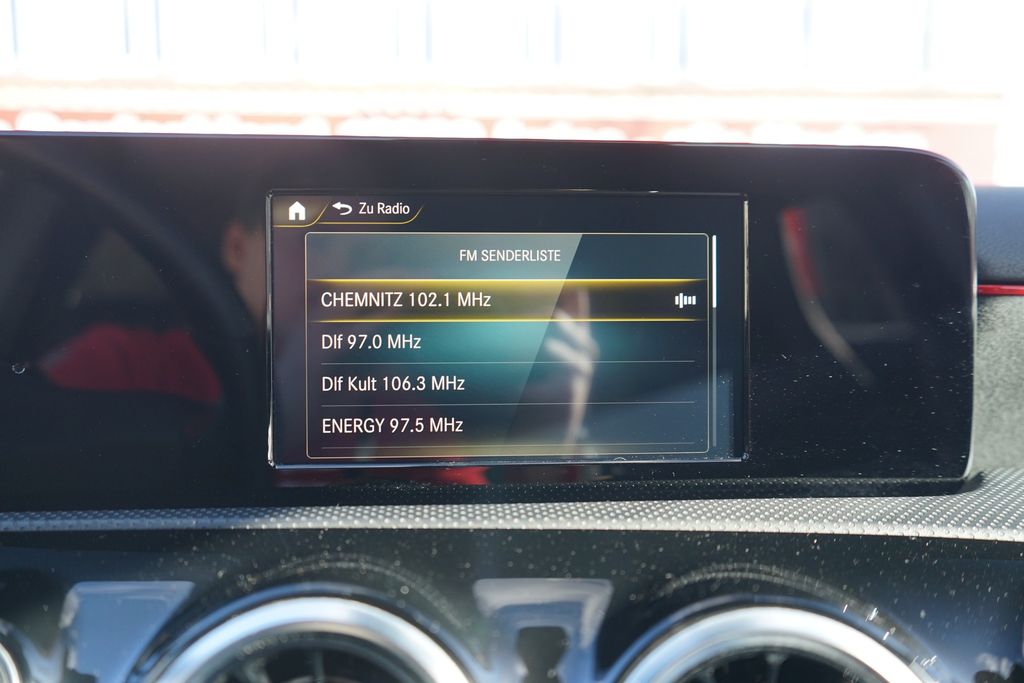 Zu Radio
FM SENDERLISTE
CHEMNITZ 102.1 MHz
Dlf 97.0 MHz
Dlf Kult 106.3 MHz
ENERGY 97.5 MHz